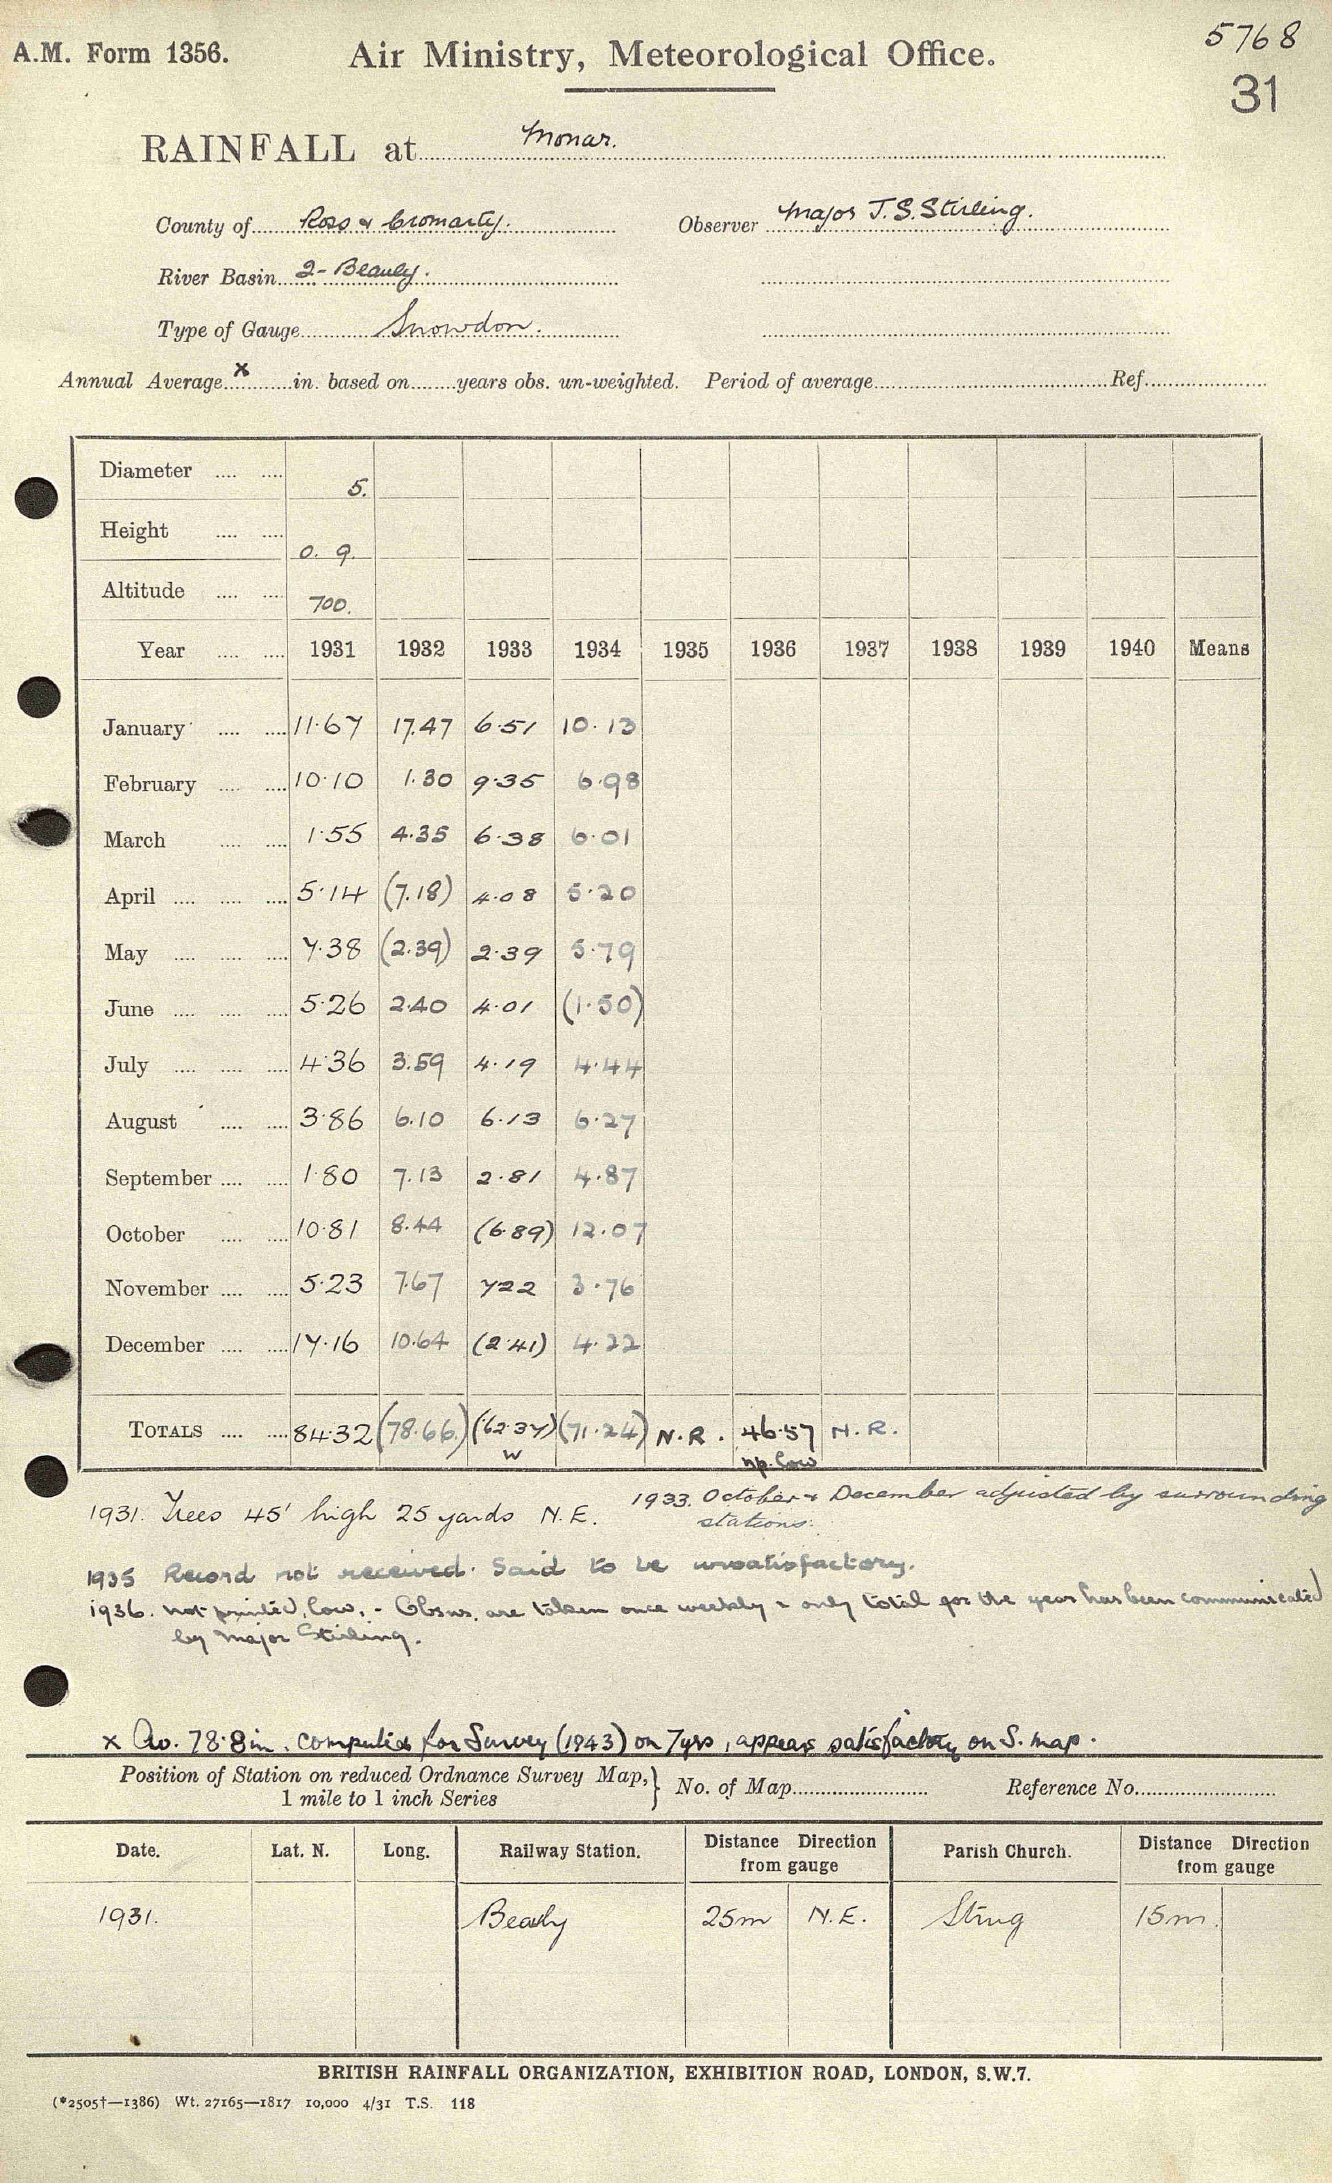 5768
A.M. Form 1356. Air Ministry, Meteorological Office.
31
RAINFALL at Monar.
County of Ross & Cromarty. Observer Major J.S. Stirling.
River Basin 2 - Beauly.
Type of Gauge Snowdon.
Annual Average x in. based on years obs. un-weighted. Period of average Ref.
Diameter 5.
Height 0. 9.
Altitude 700.
Year 1931 1932 1933 1934 1935 1936 1937 1938 1939 1940 Means
January 11.67 17.47 6.51 10.13
February 10.10 1.30 9.35 6.98
March 1.55 4.35 6.38 6.01
April 5.14 (7.18) 4.08 5.20
May 7.38 (2.39) 2.39 5.79
June 5.26 2.40 4.01 (1.50)
July 4.36 3.59 4.19 4.44
August 3.86 6.10 6.13 6.27
September 1.80 7.13 2.81 4.87
October 10.81 8.44 (6.89) 12.07
November 5.23 7.67 722 3.76
December 17.16 10.64 (2.41) 4.22
TOTALS 84.32 (78.66) (62.37) (71.24) N.R. 46.57 N.R.
W np. low
1931. Trees 45' high 25 yards N.E. 1933. October & December adjusted by surrounding
stations.
1935 Record not received. Said to be unsatisfactory.
1936. not printed, low, - Obsns. are taken once weekly & only total for the year has been communicated
by Major Stirling.
x Av. 78.8in. computed for Survey (1943) on 7yrs, appears satisfactory on S. map.
Position of Station on reduced Ordnance Survey Map, } No. of Map Reference No.
1 mile to 1 inch Series
Date. Lat. N. Long. Railway Station. Distance Direction from gauge Parish Church. Distance Direction from gauge
1931. Beauly 25m N.E. Strug 15m.
BRITISH RAINFALL ORGANIZATION, EXHIBITION ROAD, LONDON, S.W.7.
(*2505†—1386) Wt. 27165—1817 10,000 4/31 T.S. 118